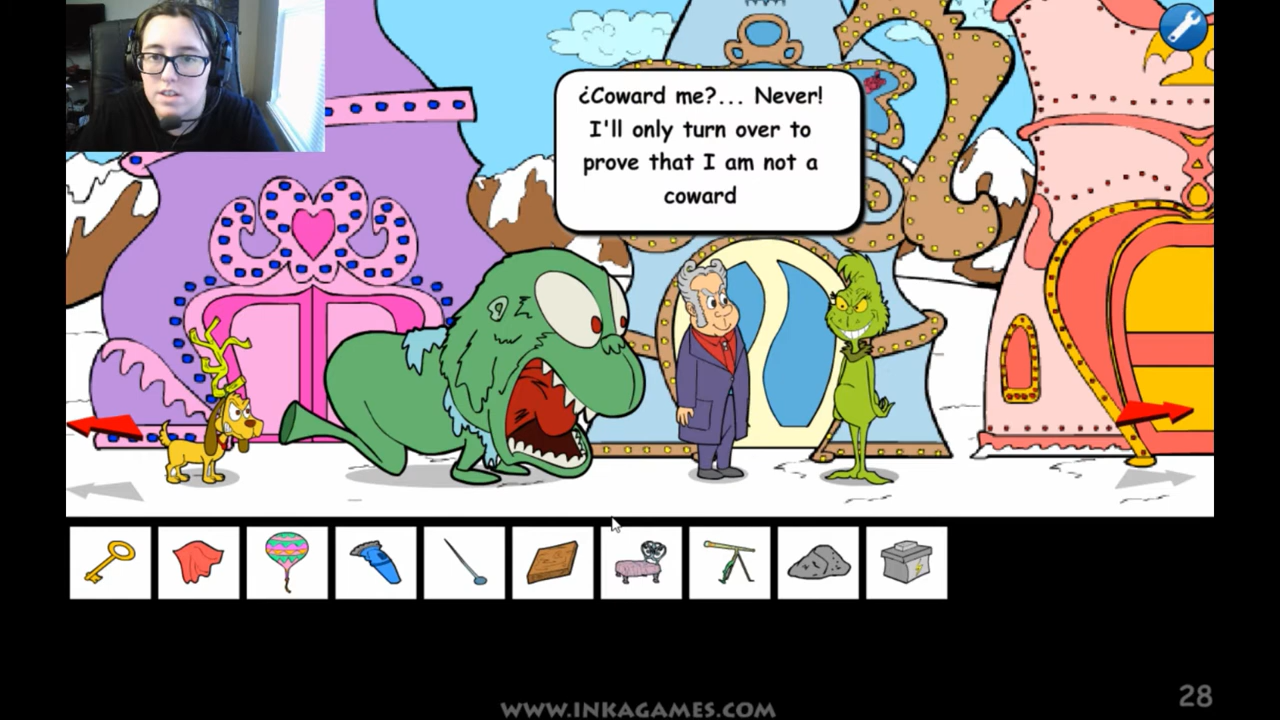 ¿Coward me?... Never!
I'll only turn over to
prove that I am not a
coward
28
WWW.INKAGAMES.COM